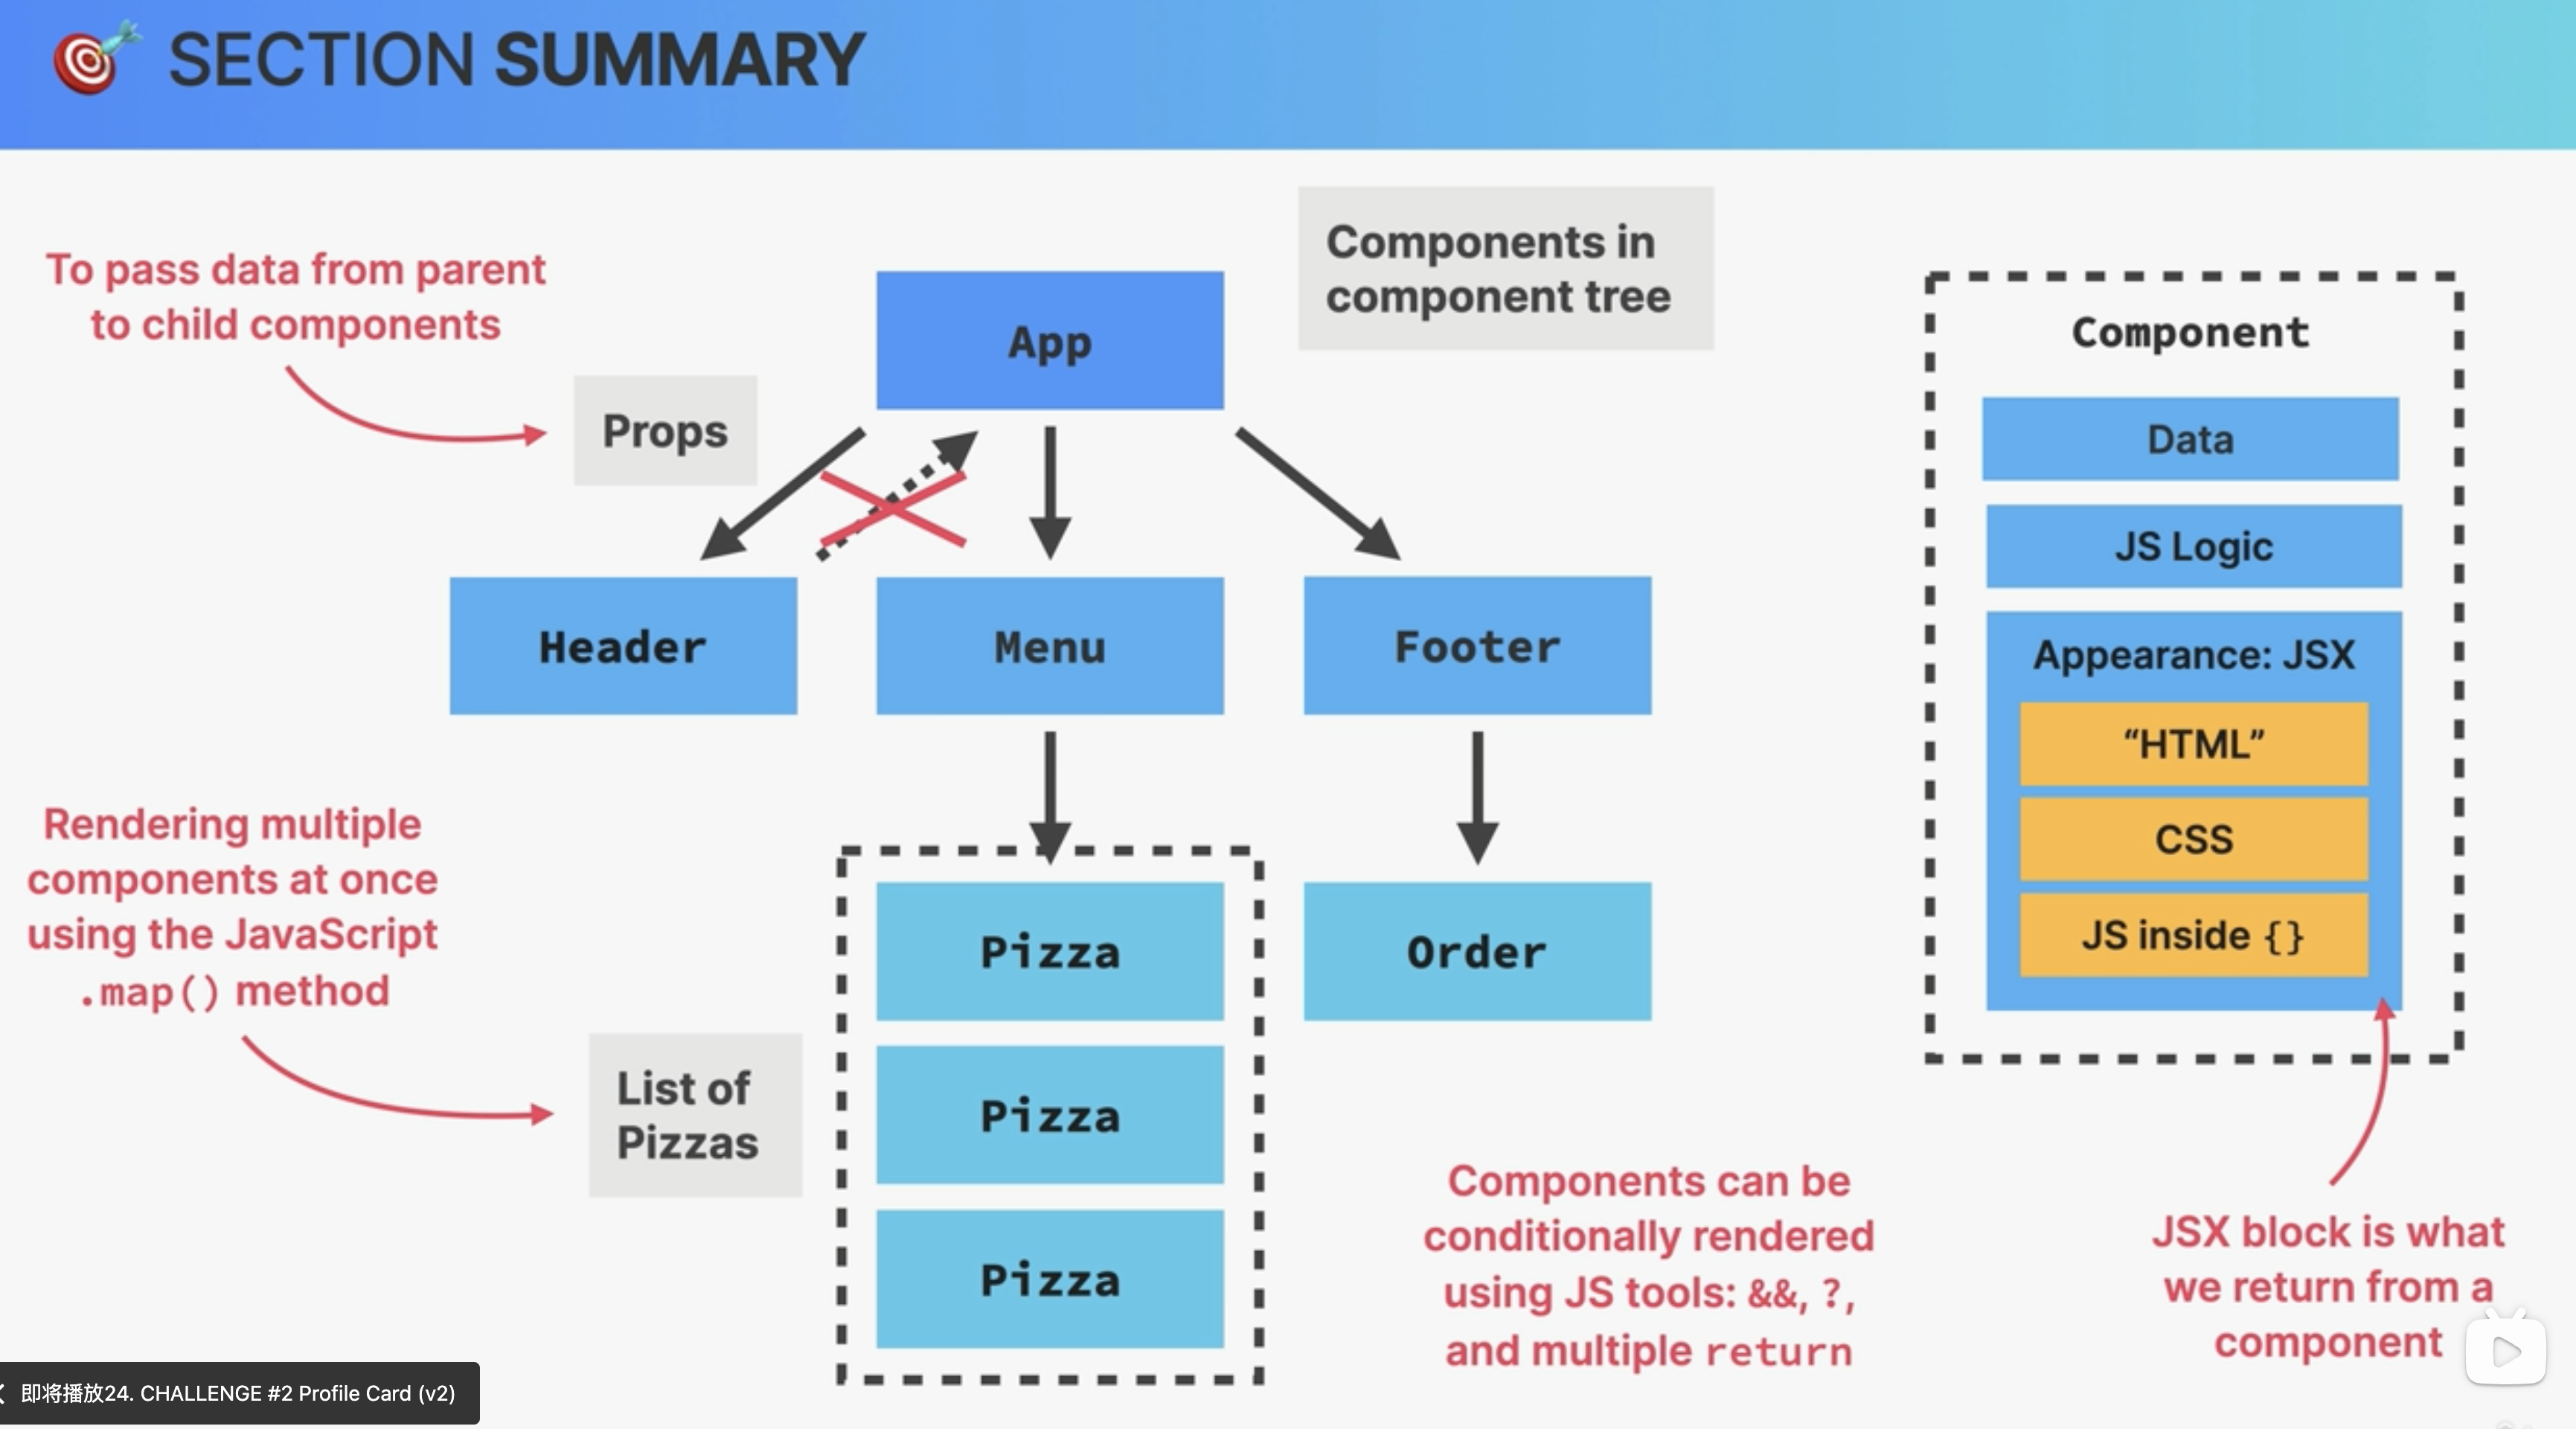 SECTION SUMMARY
To pass data from parent
to child components
Props
App
Components in
component tree
Header
Menu
Footer
Rendering multiple
components at once
using the JavaScript
.map() method
List of
Pizzas
Pizza
Pizza
Pizza
Order
Components can be
conditionally rendered
using JS tools: &&, ?,
and multiple return
Component
Data
JS Logic
Appearance: JSX
“HTML”
CSS
JS inside {}
JSX block is what
we return from a
component
即将播放24. CHALLENGE #2 Profile Card (v2)